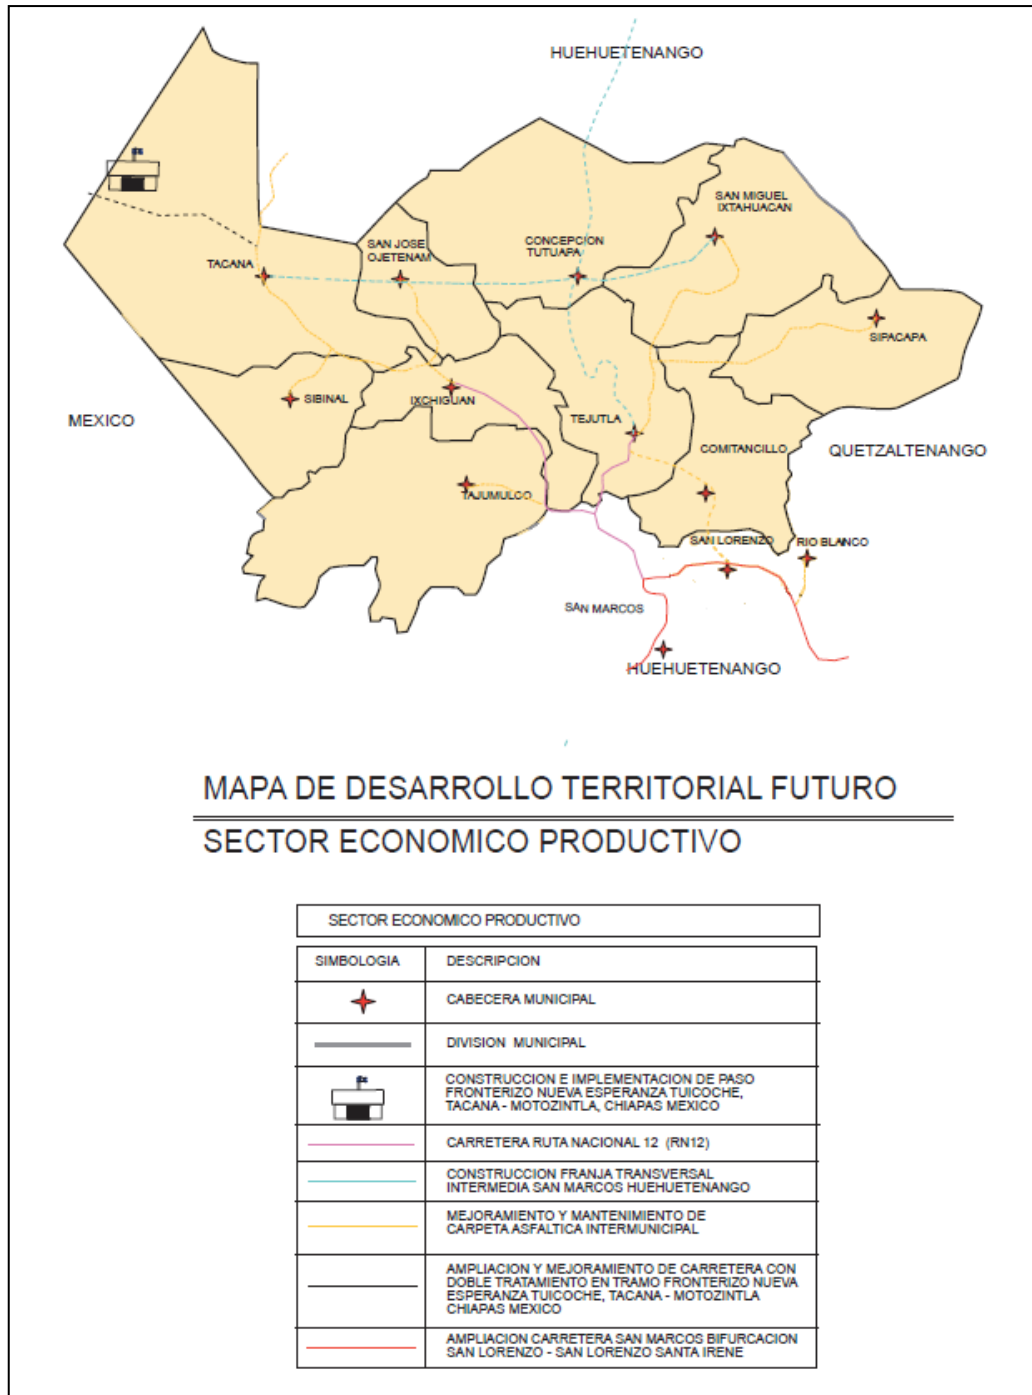 HUEHUETENANGO
SAN MIGUEL
IXTAHUACAN
SAN JOSE
OJETENAM
CONCEPCION
TUTUAPA
TACANA
SIPACAPA
SIBINAL
IXCHIGUAN
MEXICO
TEJUTLA
COMITANCILLO
QUETZALTENANGO
TAJUMULCO
SAN LORENZO
RIO BLANCO
SAN MARCOS
HUEHUETENANGO
MAPA DE DESARROLLO TERRITORIAL FUTURO
SECTOR ECONOMICO PRODUCTIVO
SECTOR ECONOMICO PRODUCTIVO
SIMBOLOGIA
DESCRIPCION
CABECERA MUNICIPAL
DIVISION MUNICIPAL
CONSTRUCCION E IMPLEMENTACION DE PASO
FRONTERIZO NUEVA ESPERANZA TUICOCHE,
TACANA - MOTOZINTLA, CHIAPAS MEXICO
CARRETERA RUTA NACIONAL 12 (RN12)
CONSTRUCCION FRANJA TRANSVERSAL
INTERMEDIA SAN MARCOS HUEHUETENANGO
MEJORAMIENTO Y MANTENIMIENTO DE
CARPETA ASFALTICA INTERMUNICIPAL
AMPLIACION Y MEJORAMIENTO DE CARRETERA CON
DOBLE TRATAMIENTO EN TRAMO FRONTERIZO NUEVA
ESPERANZA TUICOCHE, TACANA - MOTOZINTLA
CHIAPAS MEXICO
AMPLIACION CARRETERA SAN MARCOS BIFURCACION
SAN LORENZO - SAN LORENZO SANTA IRENE